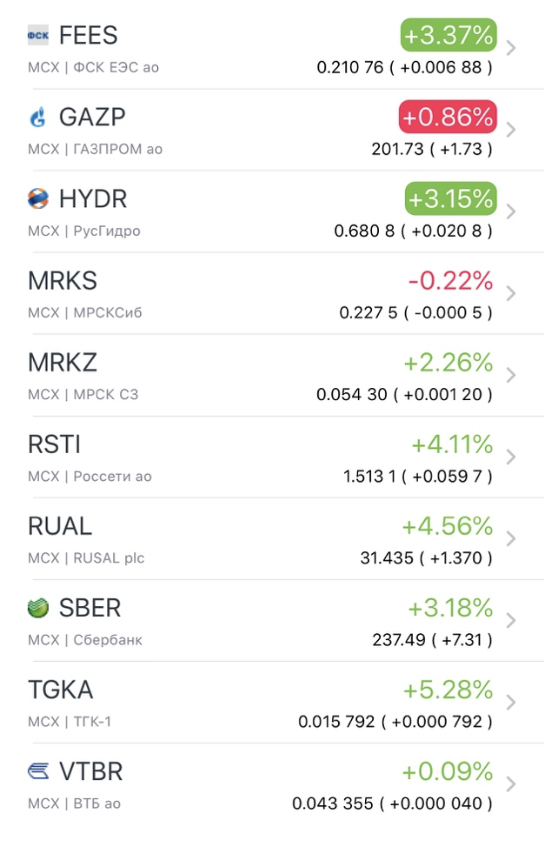 ФСК FEES +3.37%
МСХ | ФСК ЕЭС ао 0.210 76 ( +0.006 88 )
GAZP +0.86%
МСХ | ГАЗПРОМ ао 201.73 ( +1.73 )
HYDR +3.15%
МСХ | РусГидро 0.680 8 ( +0.020 8 )
MRKS -0.22%
МСХ | МРСКСиб 0.227 5 ( -0.000 5 )
MRKZ +2.26%
МСХ | МРСК СЗ 0.054 30 ( +0.001 20 )
RSTI +4.11%
МСХ | Россети ао 1.513 1 ( +0.059 7 )
RUAL +4.56%
МСХ | RUSAL plc 31.435 ( +1.370 )
SBER +3.18%
МСХ | Сбербанк 237.49 ( +7.31 )
TGKA +5.28%
МСХ | ТГК-1 0.015 792 ( +0.000 792 )
VTBR +0.09%
МСХ | ВТБ ао 0.043 355 ( +0.000 040 )